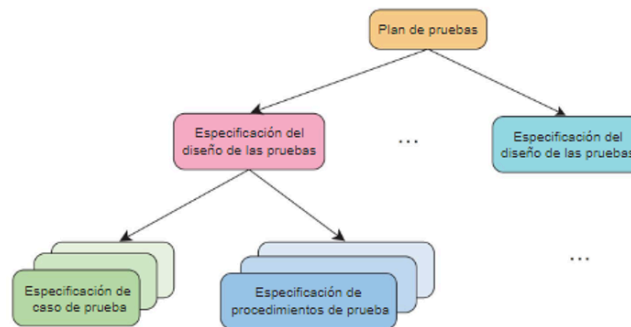 Plan de pruebas
Especificación del
diseño de las pruebas
...
Especificación del
diseño de las pruebas
Especificación de
caso de prueba
Especificación de
procedimientos de prueba
...